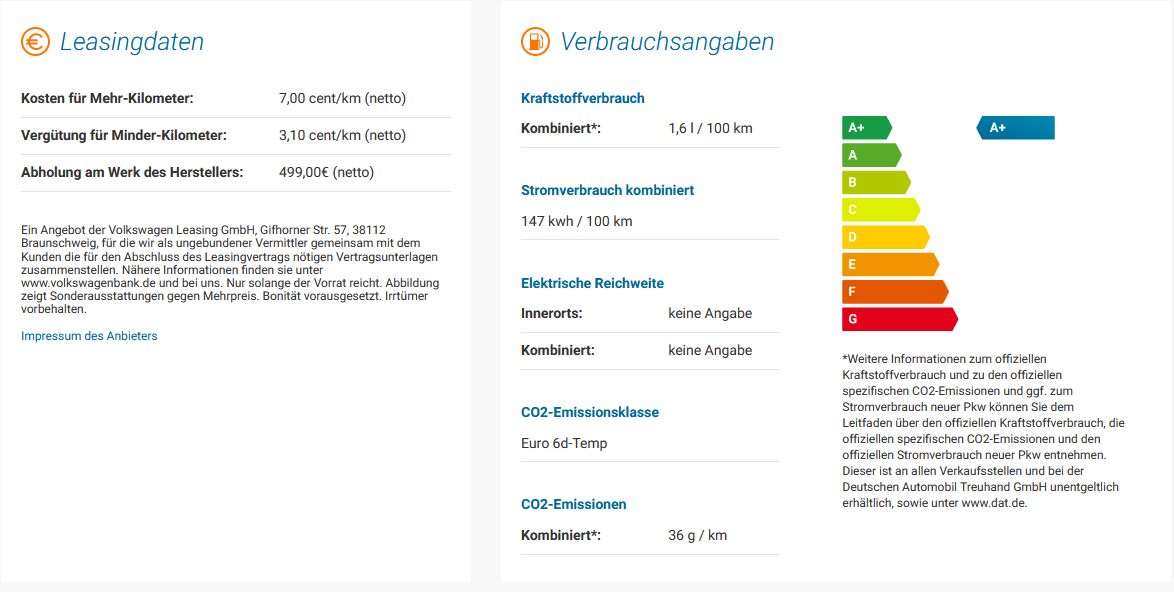 Leasingdaten
Kosten für Mehr-Kilometer: 7,00 cent/km (netto)
Vergütung für Minder-Kilometer: 3,10 cent/km (netto)
Abholung am Werk des Herstellers: 499,00€ (netto)
Ein Angebot der Volkswagen Leasing GmbH, Gifhorner Str. 57, 38112
Braunschweig, für die wir als ungebundener Vermittler gemeinsam mit dem
Kunden die für den Abschluss des Leasingvertrags nötigen Vertragsunterlagen
zusammenstellen. Nähere Informationen finden sie unter
www.volkswagenbank.de und bei uns. Nur solange der Vorrat reicht. Abbildung
zeigt Sonderausstattungen gegen Mehrpreis. Bonität vorausgesetzt. Irrtümer
vorbehalten.
Impressum des Anbieters
Verbrauchsangaben
Kraftstoffverbrauch
Kombiniert*: 1,6 l / 100 km
Stromverbrauch kombiniert
147 kwh / 100 km
Elektrische Reichweite
Innerorts: keine Angabe
Kombiniert: keine Angabe
CO2-Emissionsklasse
Euro 6d-Temp
CO2-Emissionen
Kombiniert*: 36 g / km
A+ A+
A
B
C
D
E
F
G
*Weitere Informationen zum offiziellen
Kraftstoffverbrauch und zu den offiziellen
spezifischen CO2-Emissionen und ggf. zum
Stromverbrauch neuer Pkw können Sie dem
Leitfaden über den offiziellen Kraftstoffverbrauch, die
offiziellen spezifischen CO2-Emissionen und den
offiziellen Stromverbrauch neuer Pkw entnehmen.
Dieser ist an allen Verkaufsstellen und bei der
Deutschen Automobil Treuhand GmbH unentgeltlich
erhältlich, sowie unter www.dat.de.